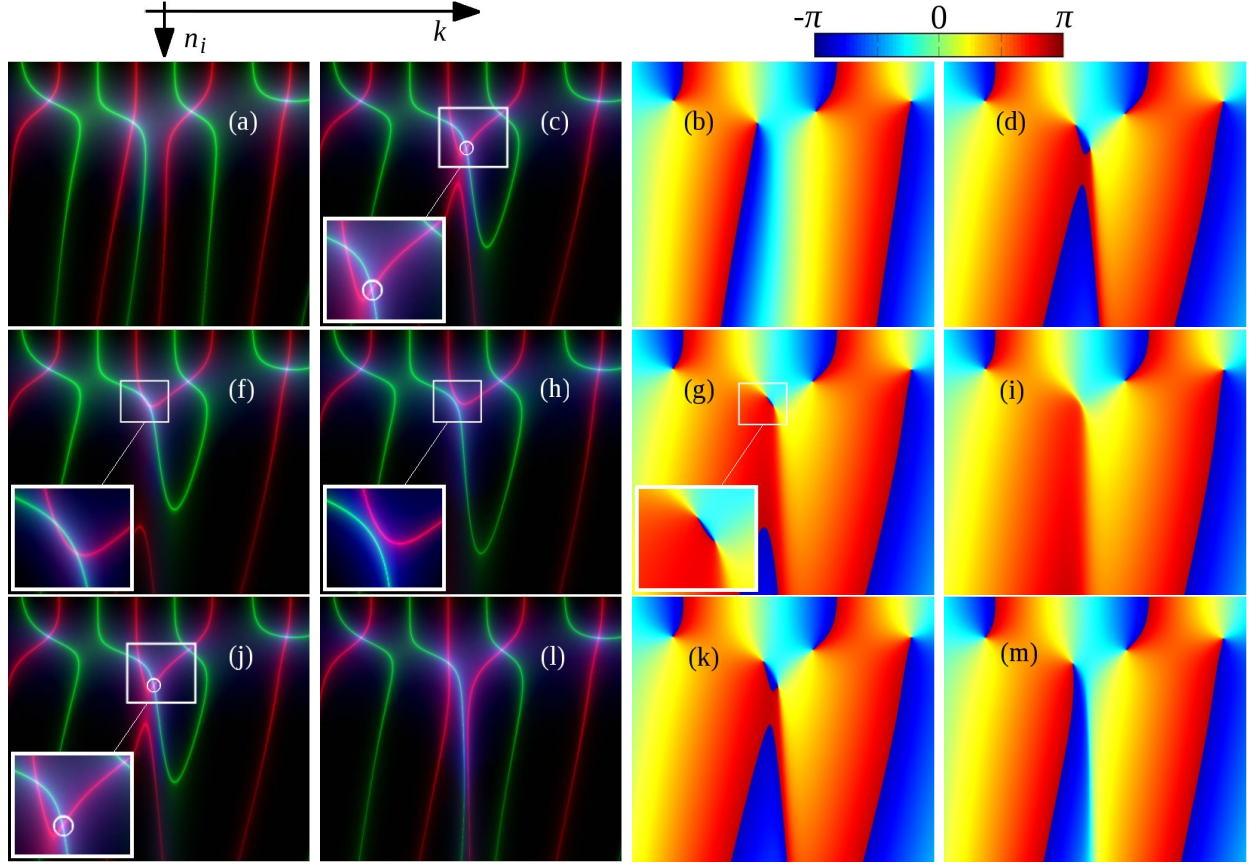 k
n_i
-π 0 π
(a) (c) (b) (d)
(f) (h) (g) (i)
(j) (l) (k) (m)